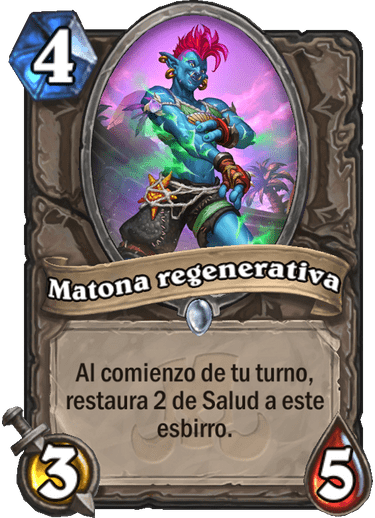 4
Matona regenerativa
Al comienzo de tu turno,
restaura 2 de Salud a este
esbirro.
3
5